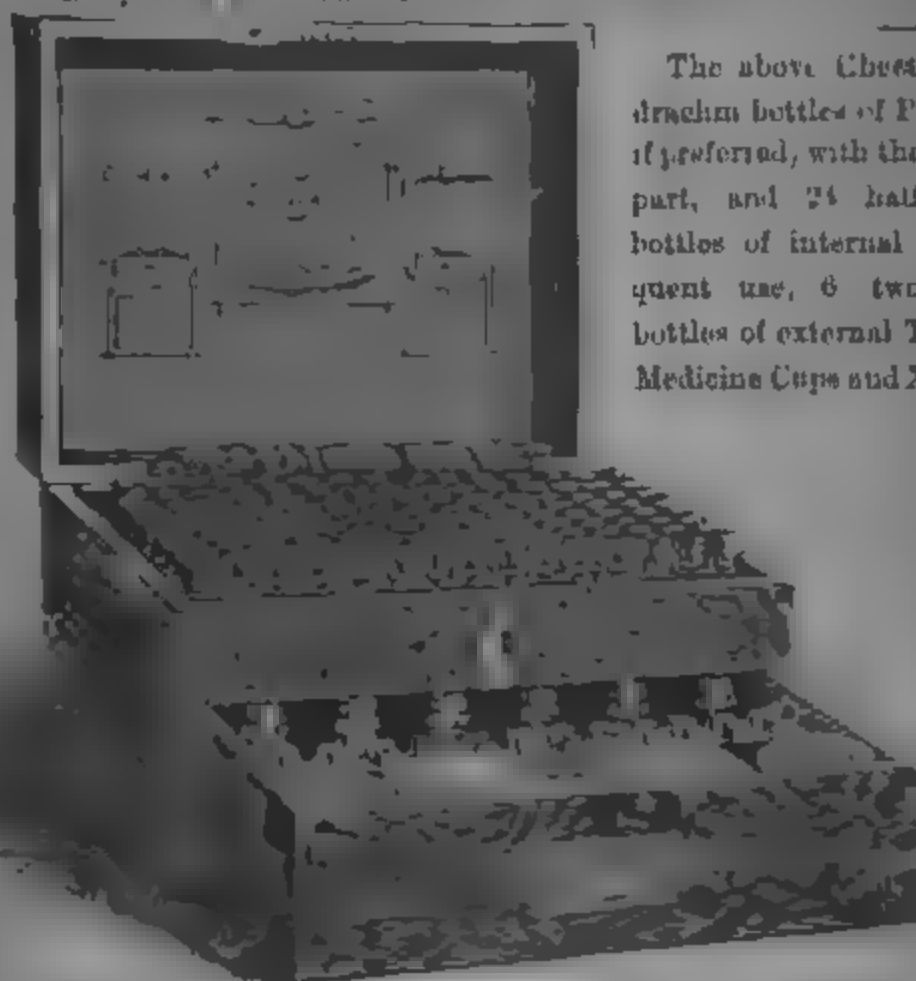 The above Chest
drachm bottles of P
if preferred, with the
part, and 24 half
bottles of internal
quent use, 6 two
bottles of external T
Medicine Cups and